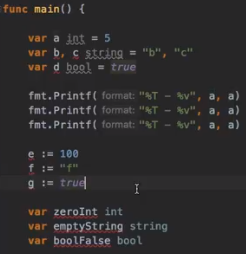 func main() {
var a int = 5
var b, c string = "b", "c"
var d bool = true
fmt.Printf( format: "%T – %v", a, a)
fmt.Printf( format: "%T – %v", a, a)
fmt.Printf( format: "%T – %v", a, a)
e := 100
f := "f"
g := true
var zeroInt int
var emptyString string
var boolFalse bool